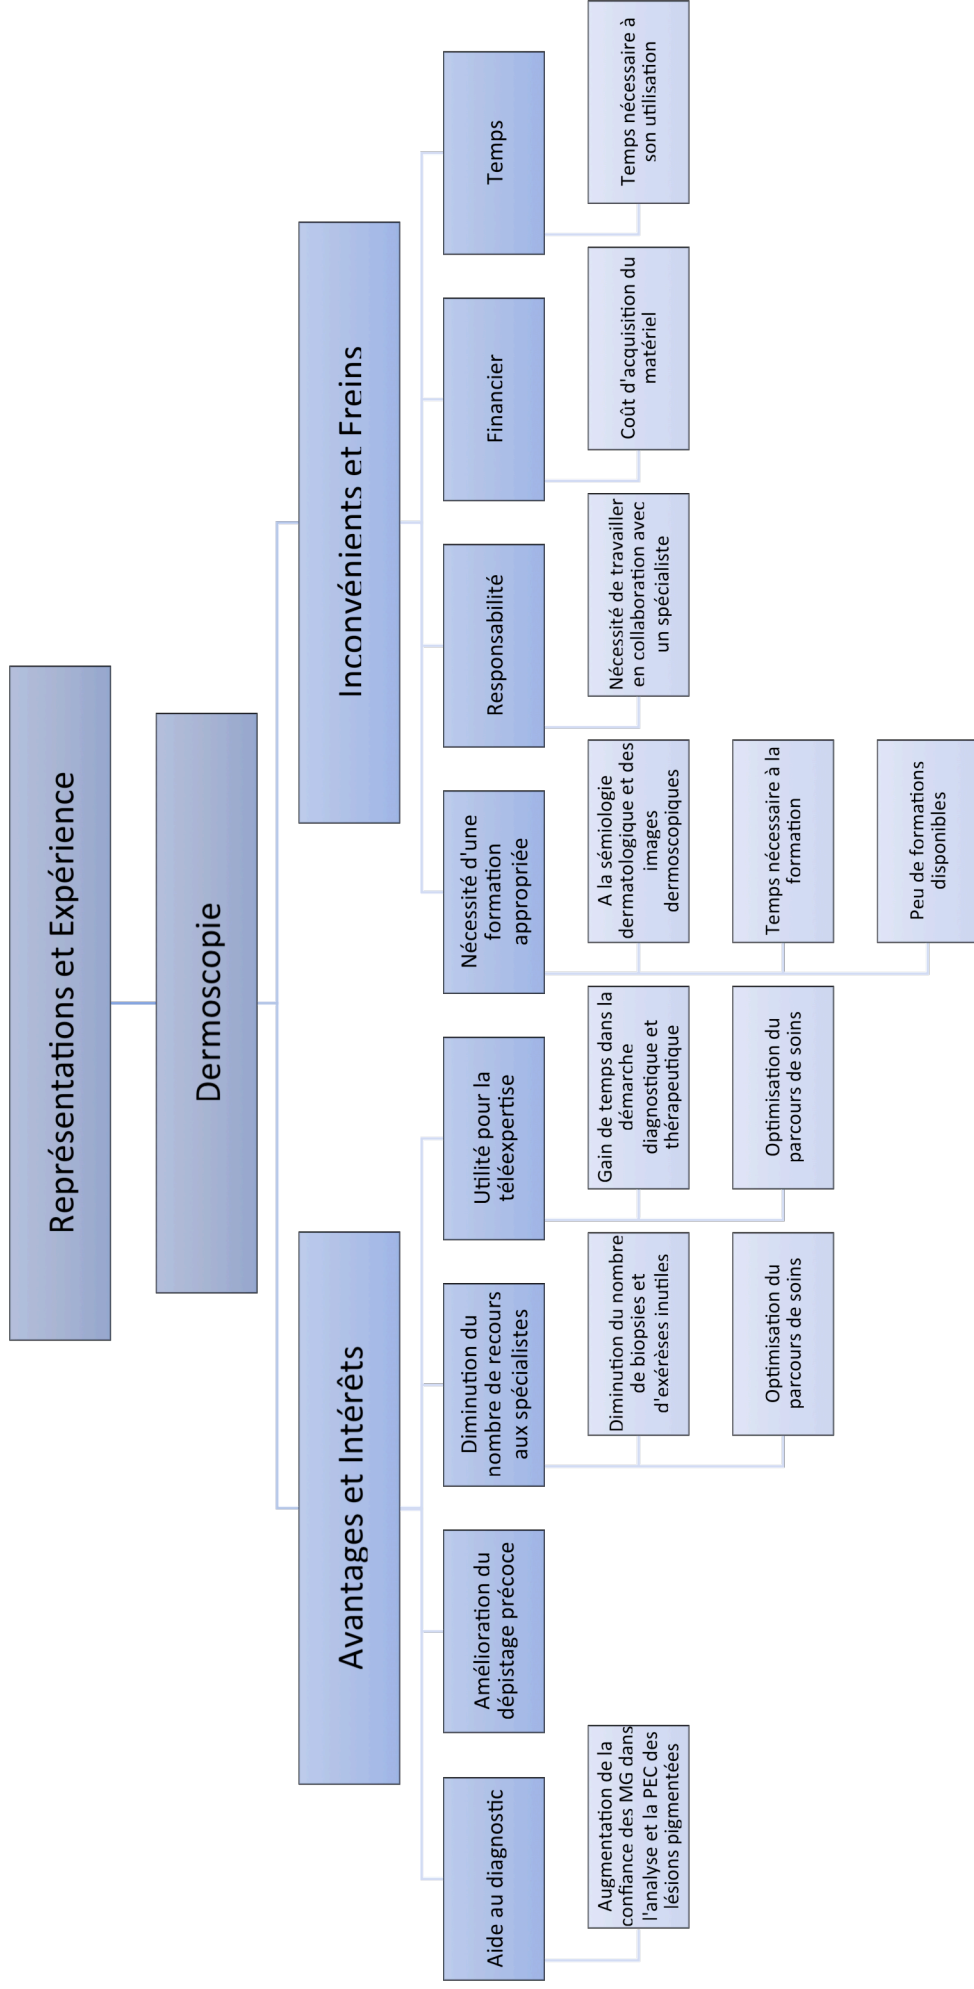 Représentations et Expérience
Dermoscopie
Avantages et Intérêts
Inconvénients et Freins
Aide au diagnostic
Augmentation de la
confiance des MG dans
l'analyse et la PEC des
lésions pigmentées
Amélioration du
dépistage précoce
Diminution du
nombre de recours
aux spécialistes
Diminution du nombre
de biopsies et
d'exérèses inutiles
Optimisation du
parcours de soins
Utilité pour la
téléexpertise
Gain de temps dans la
démarche
diagnostique et
thérapeutique
Optimisation du
parcours de soins
Nécessité d'une
formation
appropriée
A la sémiologie
dermatologique et des
images
dermoscopiques
Temps nécessaire à la
formation
Peu de formations
disponibles
Responsabilité
Nécessité de travailler
en collaboration avec
un spécialiste
Financier
Coût d'acquisition du
matériel
Temps
Temps nécessaire à
son utilisation